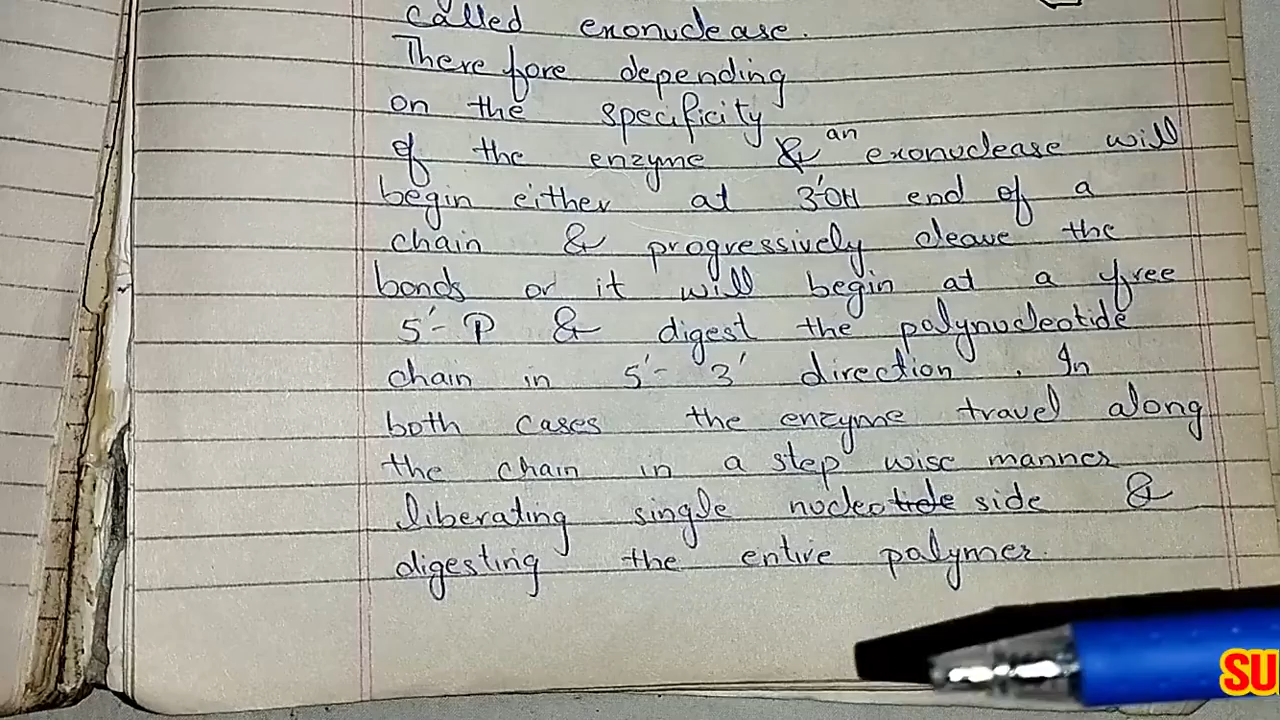 called exonuclease.
There fore depending
on the specificity
of the enzyme & an exonuclease will
begin either at 3'OH end of a
chain & progressively cleave the
bonds or it will begin at a free
5'-P & digest the polynucleotide
chain in 5'- 3' direction. In
both cases the enzyme travel along
the chain in a step wise manner
liberating single nucleotide side &
digesting the entire polymer.
SU